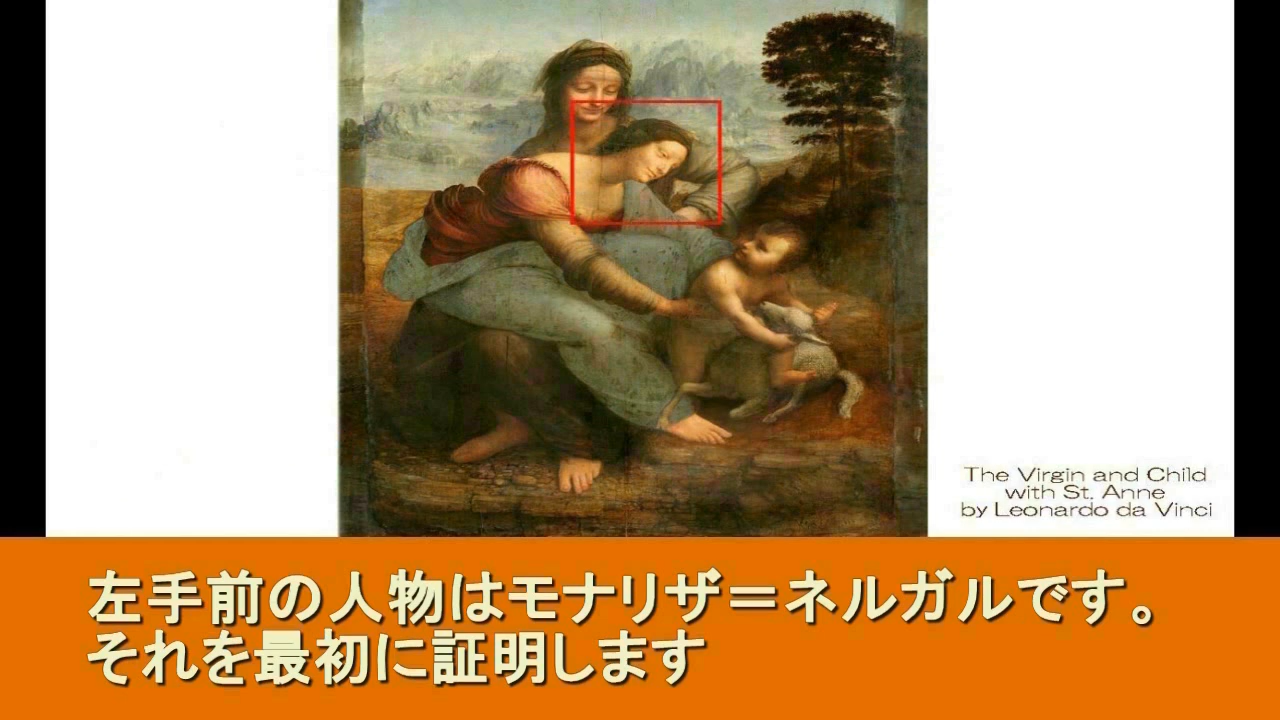 The Virgin and Child
with St. Anne
by Leonardo da Vinci
左手前の人物はモナリザ＝ネルガルです。
それを最初に証明します